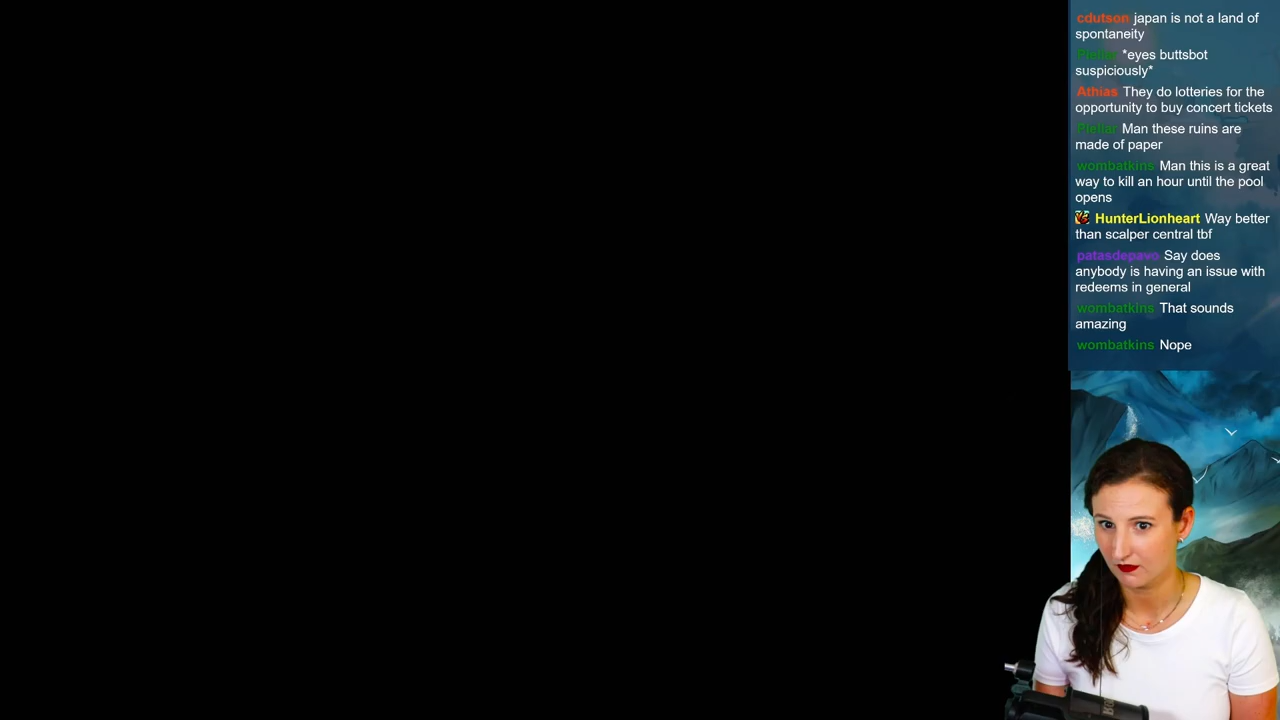 cdutson japan is not a land of
spontaneity
*eyes buttsbot
suspiciously*
Athias They do lotteries for the
opportunity to buy concert tickets
Man these ruins are
made of paper
wombatkins Man this is a great
way to kill an hour until the pool
opens
HunterLionheart Way better
than scalper central tbf
patasdepavo Say does
anybody is having an issue with
redeems in general
wombatkins That sounds
amazing
wombatkins Nope